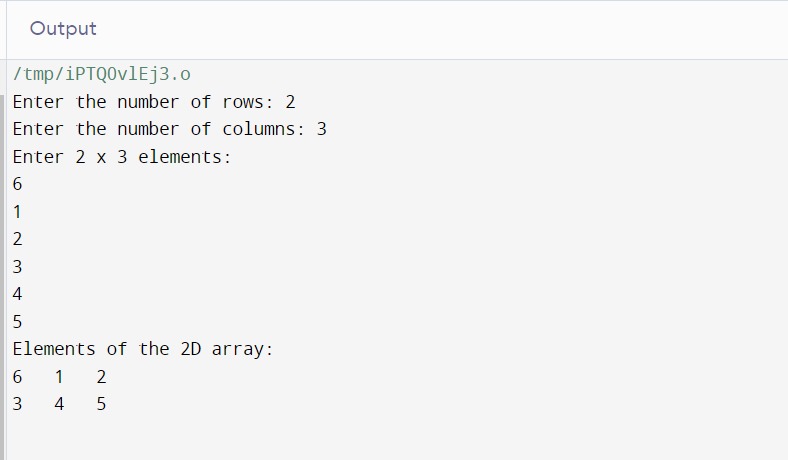 Output
/tmp/iPTQOvlEj3.o
Enter the number of rows: 2
Enter the number of columns: 3
Enter 2 x 3 elements:
6
1
2
3
4
5
Elements of the 2D array:
6   1   2
3   4   5